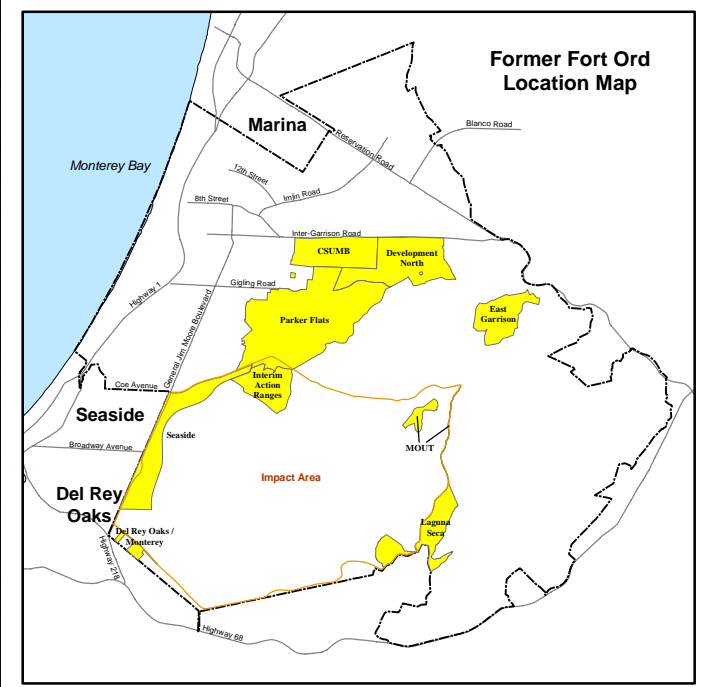 Former Fort Ord
Location Map
Marina
Blanco Road
Reservation Road
Monterey Bay
12th Street
Imjin Road
8th Street
Inter-Garrison Road
CSUMB
Development
North
Highway 1
Gigling Road
General Jim Moore Boulevard
Parker Flats
East
Garrison
Interim
Action
Ranges
Coe Avenue
Seaside
Seaside
Broadway Avenue
MOUT
Impact Area
Del Rey
Oaks
Del Rey Oaks /
Monterey
Laguna
Seca
Highway 218
Highway 68